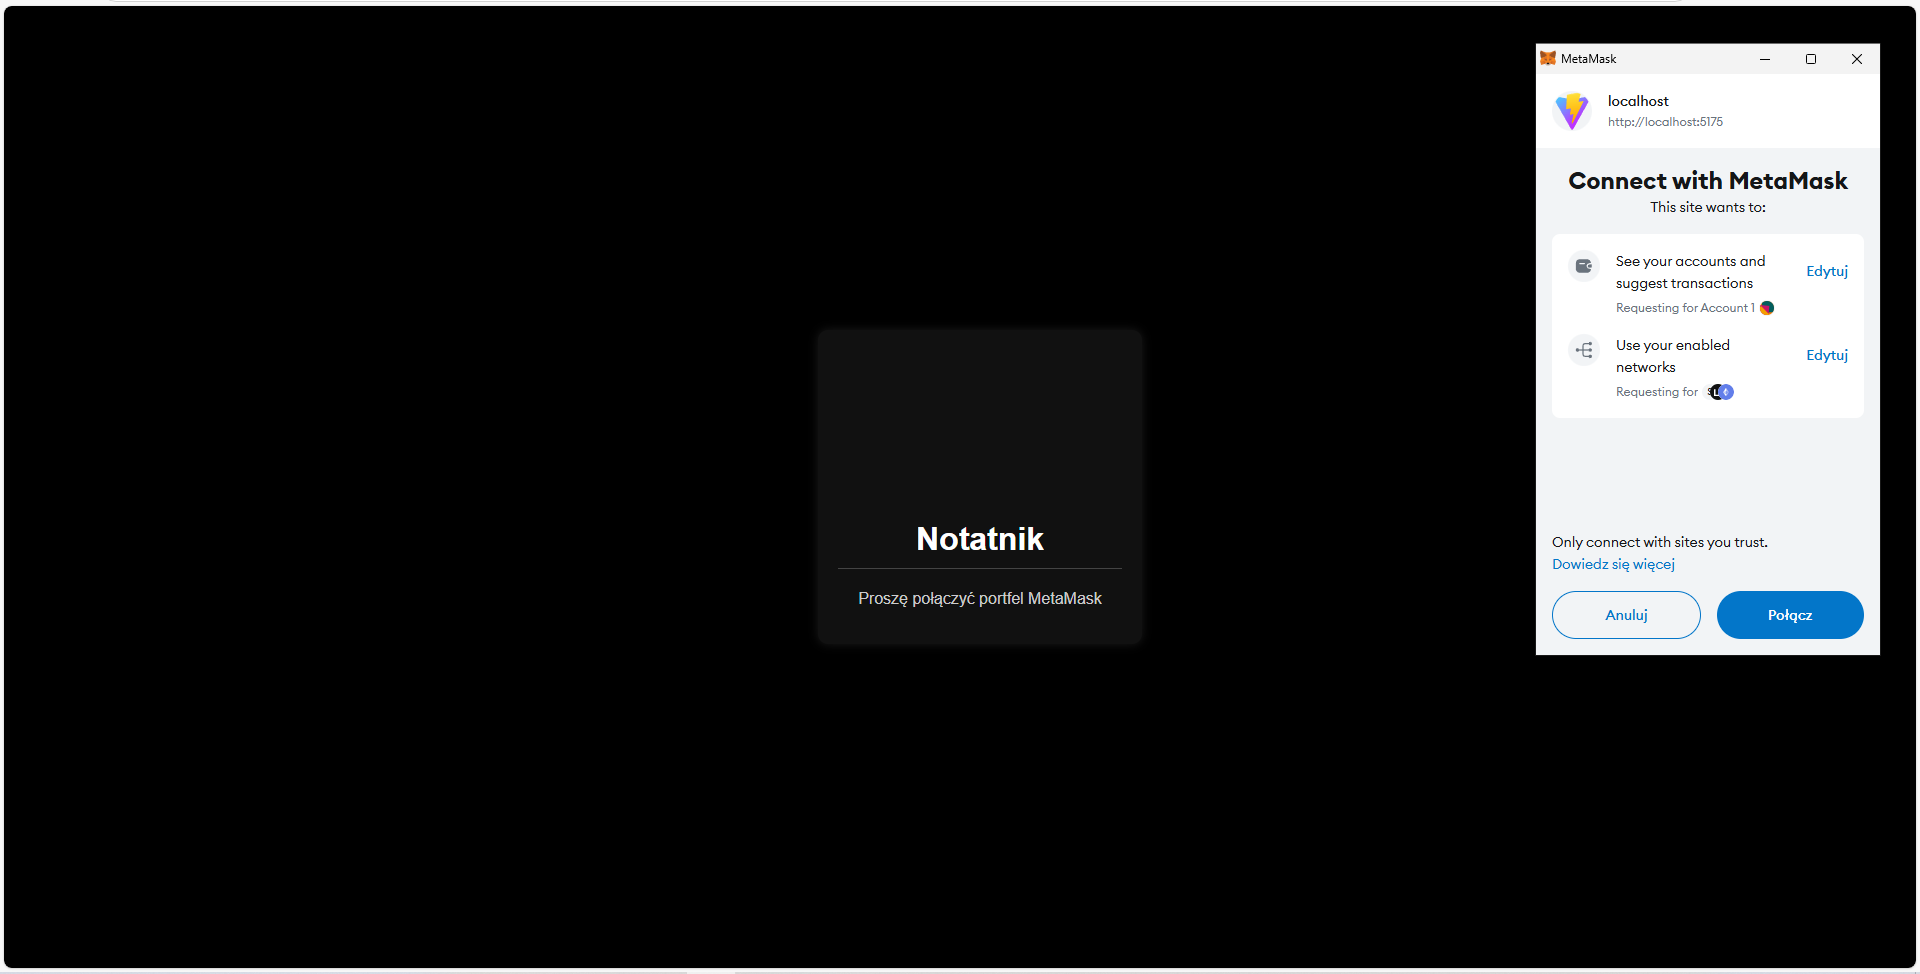 Notatnik
Proszę połączyć portfel MetaMask
MetaMask
localhost
http://localhost:5175
Connect with MetaMask
This site wants to:
See your accounts and
suggest transactions
Edytuj
Requesting for Account 1
Use your enabled
networks
Edytuj
Requesting for
Only connect with sites you trust.
Dowiedz się więcej
Anuluj
Połącz